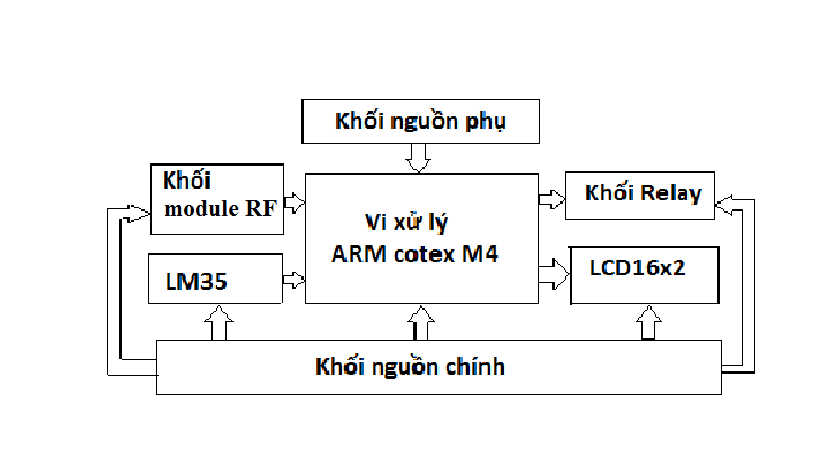 Khối nguồn phụ
Khối
module RF
Vi xử lý
ARM cotex M4
Khối Relay
LM35
LCD16x2
Khối nguồn chính